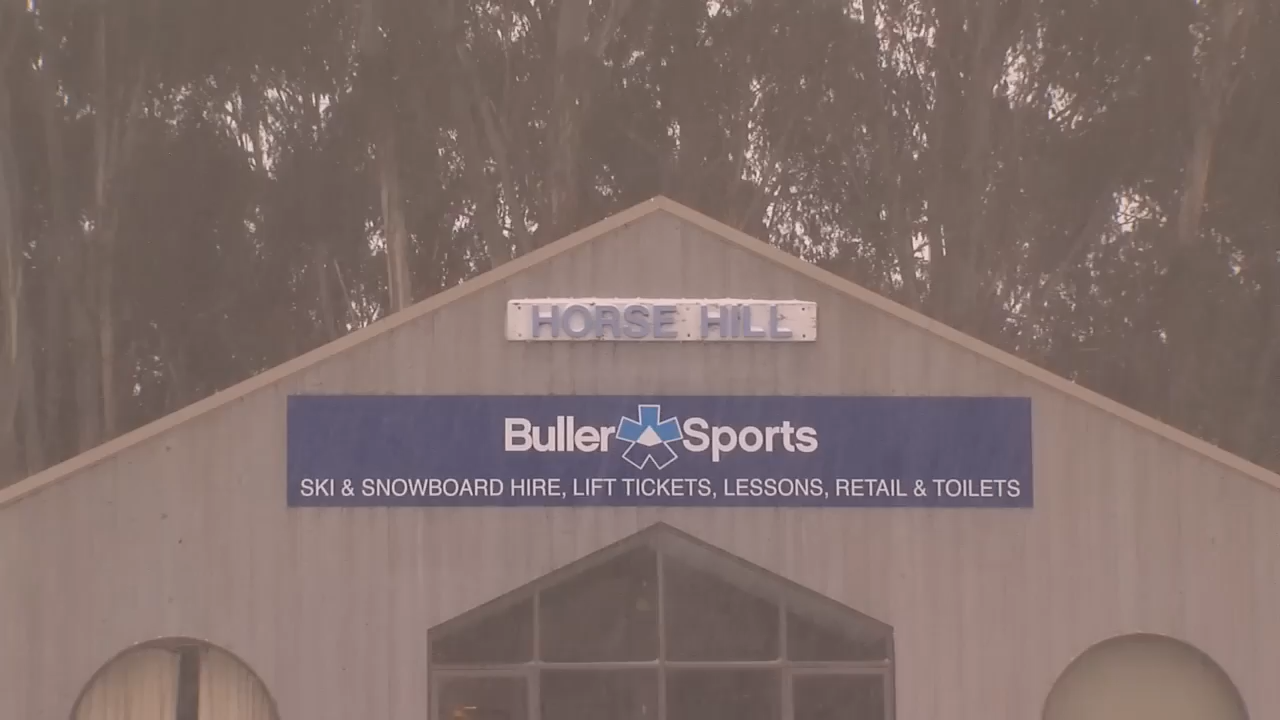 HORSE HILL
Buller Sports
SKI & SNOWBOARD HIRE, LIFT TICKETS, LESSONS, RETAIL & TOILETS